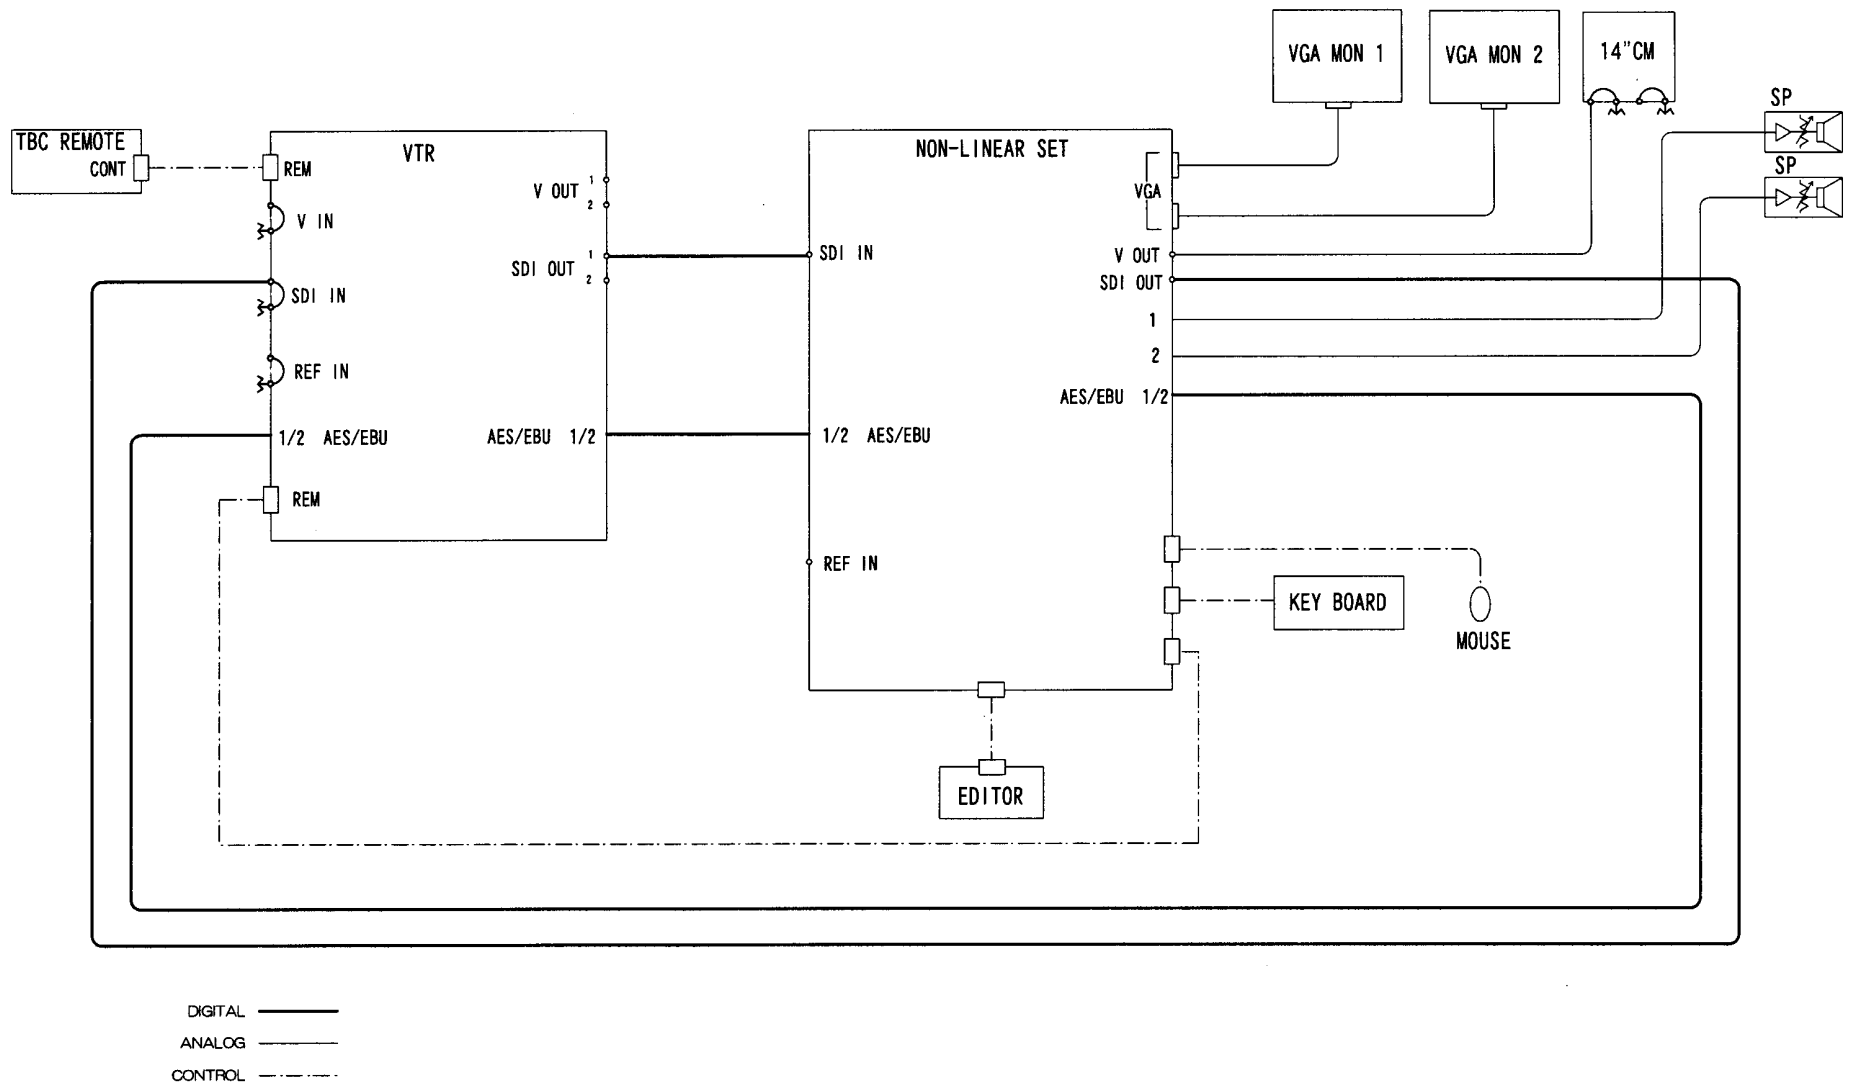 VGA MON 1
VGA MON 2
14"CM
SP
SP
TBC REMOTE
CONT
VTR
REM
V IN
SDI IN
REF IN
1/2 AES/EBU
REM
V OUT 1
2
SDI OUT 1
2
AES/EBU 1/2
NON-LINEAR SET
SDI IN
1/2 AES/EBU
REF IN
VGA
V OUT
SDI OUT
1
2
AES/EBU 1/2
KEY BOARD
MOUSE
EDITOR
DIGITAL
ANALOG
CONTROL